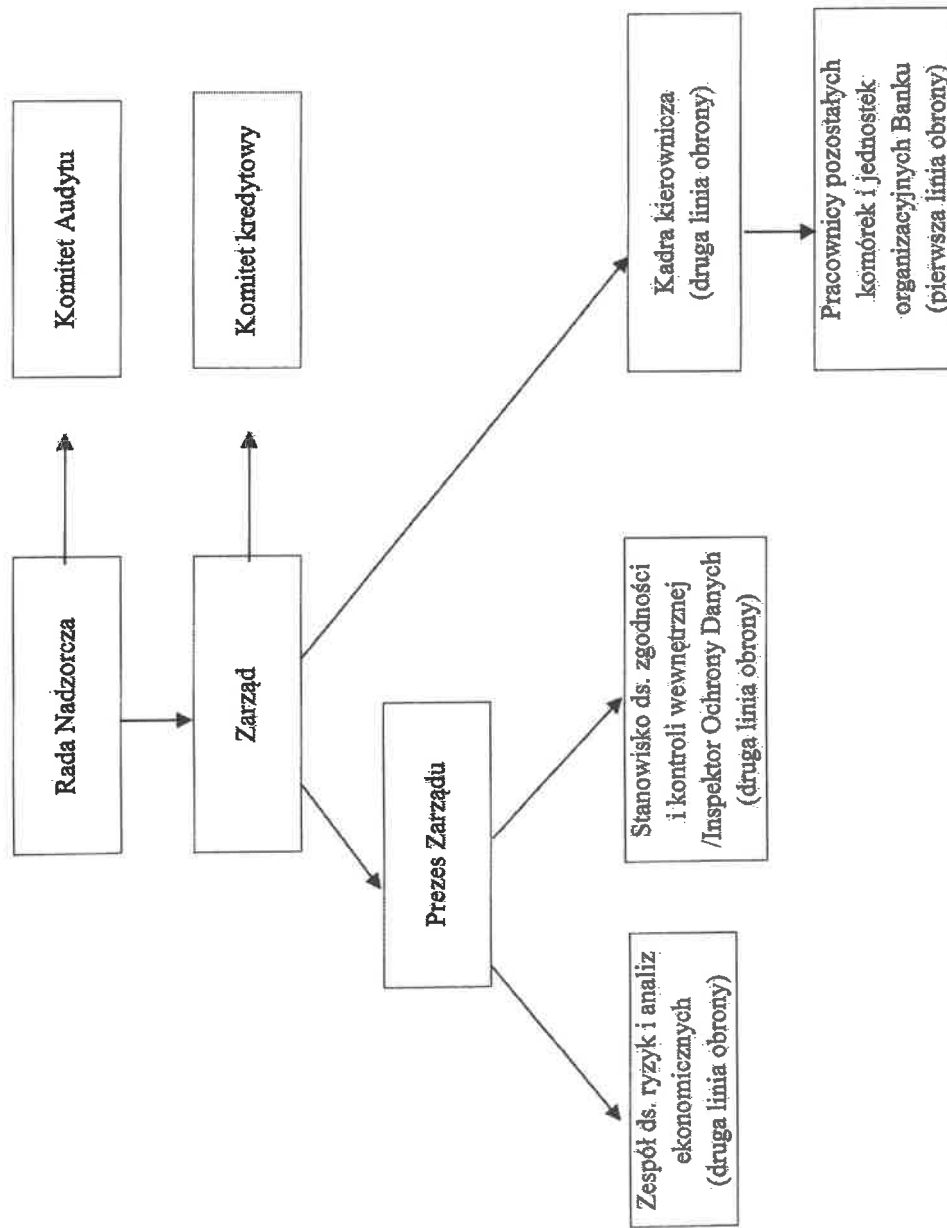 Rada Nadzorcza
Komitet Audytu
Zarząd
Komitet kredytowy
Prezes Zarządu
Zespół ds. ryzyk i analiz
ekonomicznych
(druga linia obrony)
Stanowisko ds. zgodności
i kontroli wewnętrznej
/Inspektor Ochrony Danych
(druga linia obrony)
Kadra kierownicza
(druga linia obrony)
Pracownicy pozostałych
komórek i jednostek
organizacyjnych Banku
(pierwsza linia obrony)